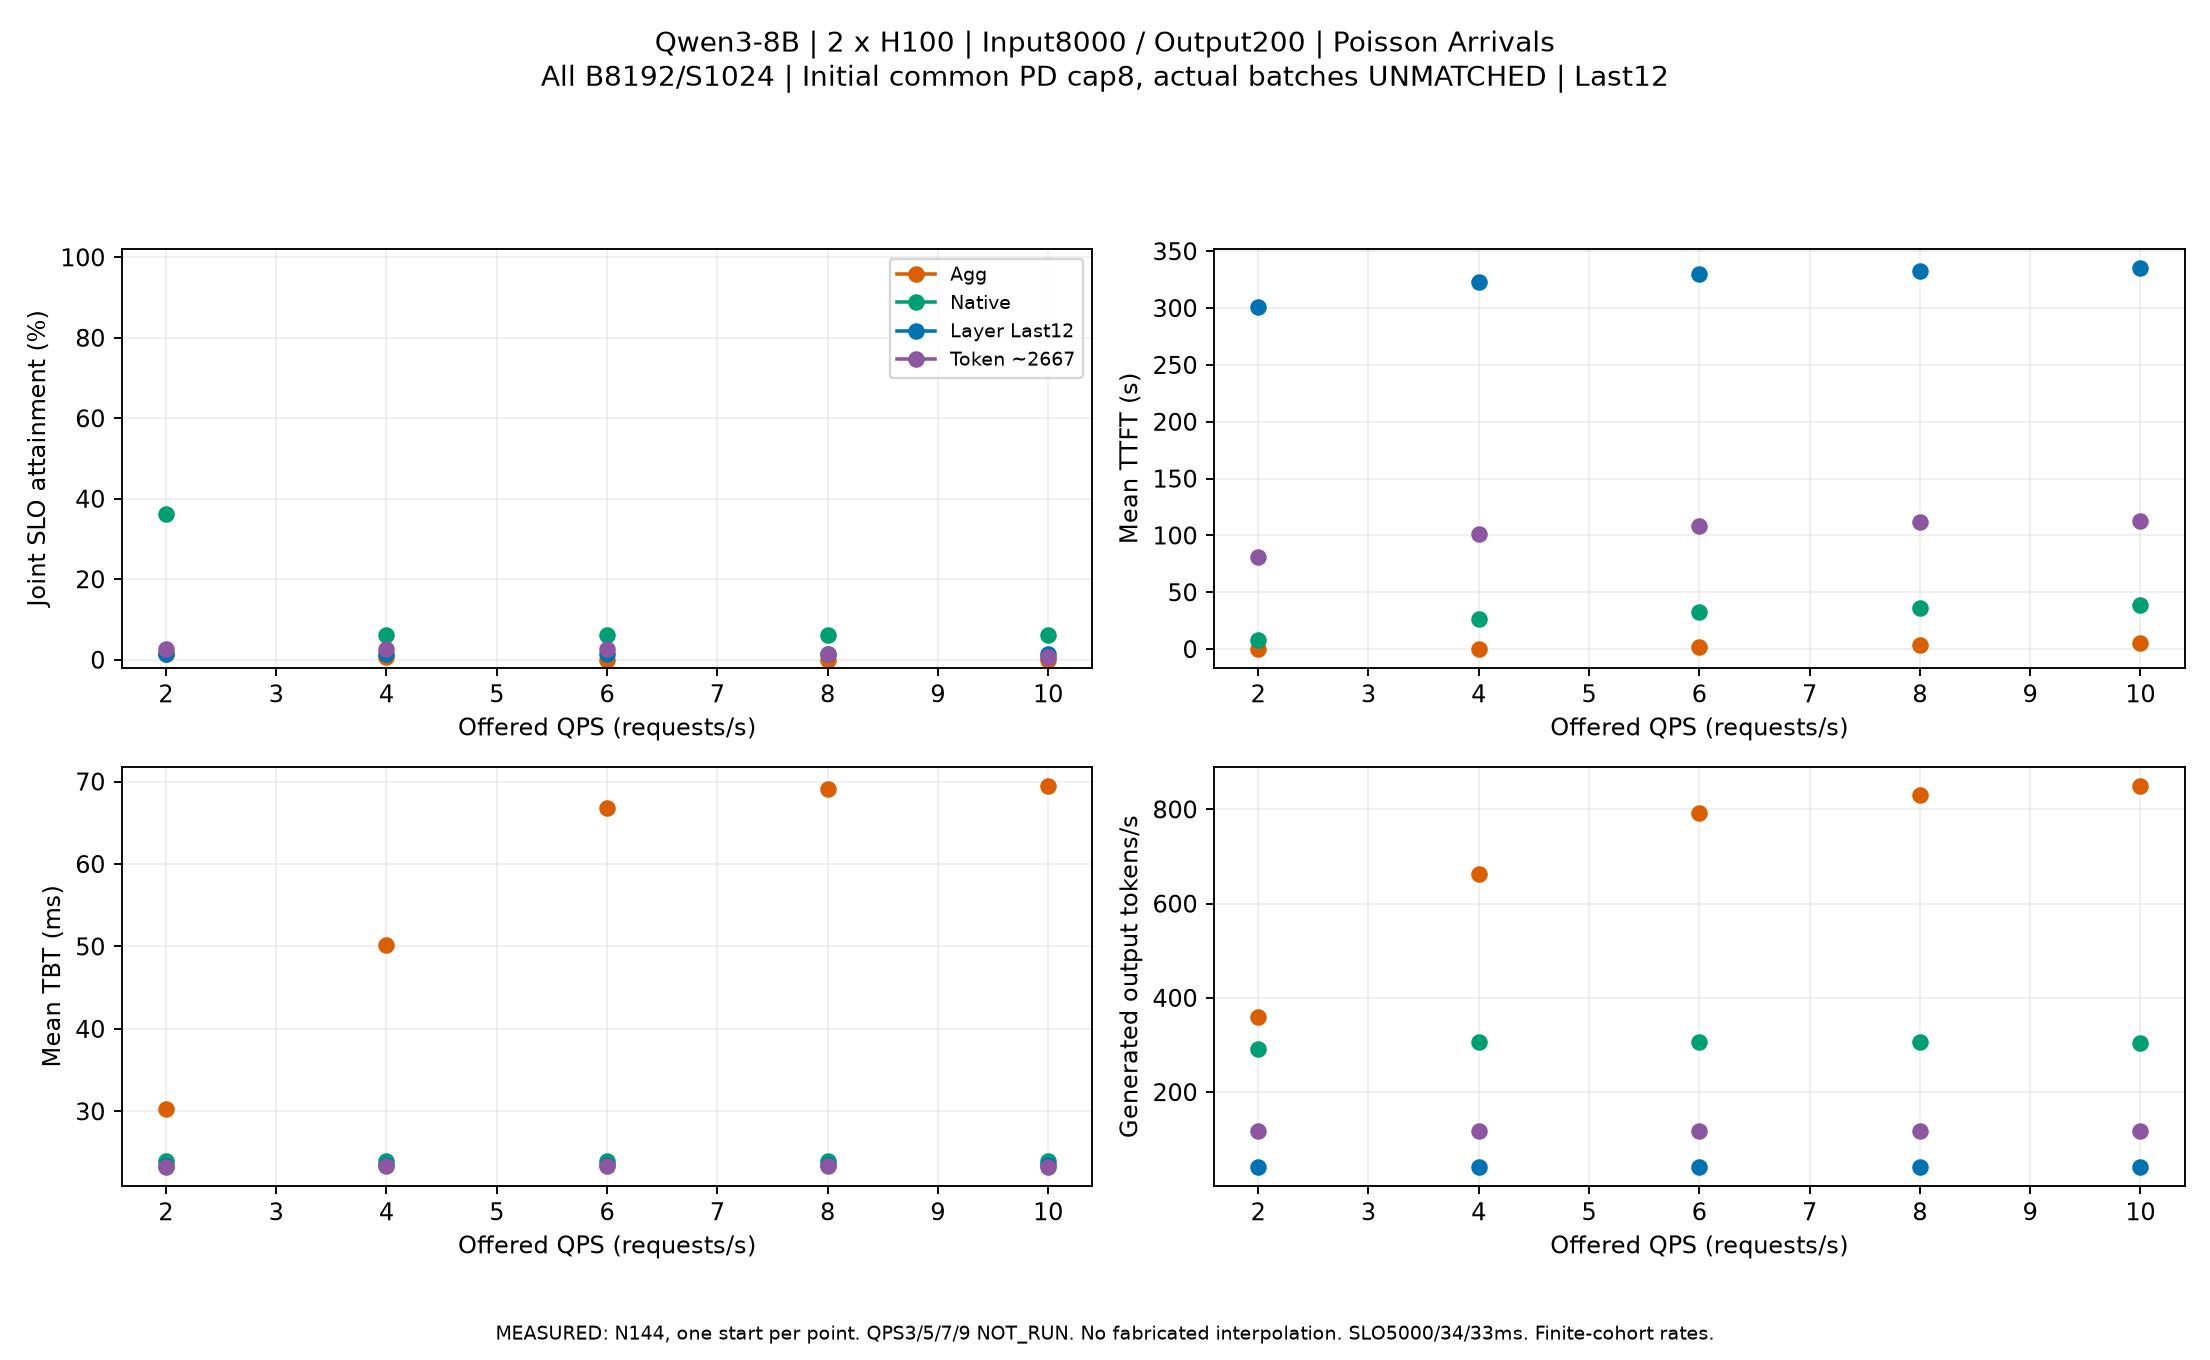 Qwen3-8B | 2 x H100 | Input8000 / Output200 | Poisson Arrivals
All B8192/S1024 | Initial common PD cap8, actual batches UNMATCHED | Last12
Joint SLO attainment (%)
100
80
60
40
20
0
Agg
Native
Layer Last12
Token ~2667
2 3 4 5 6 7 8 9 10
Offered QPS (requests/s)
Mean TTFT (s)
350
300
250
200
150
100
50
0
2 3 4 5 6 7 8 9 10
Offered QPS (requests/s)
Mean TBT (ms)
70
60
50
40
30
2 3 4 5 6 7 8 9 10
Offered QPS (requests/s)
Generated output tokens/s
800
600
400
200
2 3 4 5 6 7 8 9 10
Offered QPS (requests/s)
MEASURED: N144, one start per point. QPS3/5/7/9 NOT_RUN. No fabricated interpolation. SLO5000/34/33ms. Finite-cohort rates.